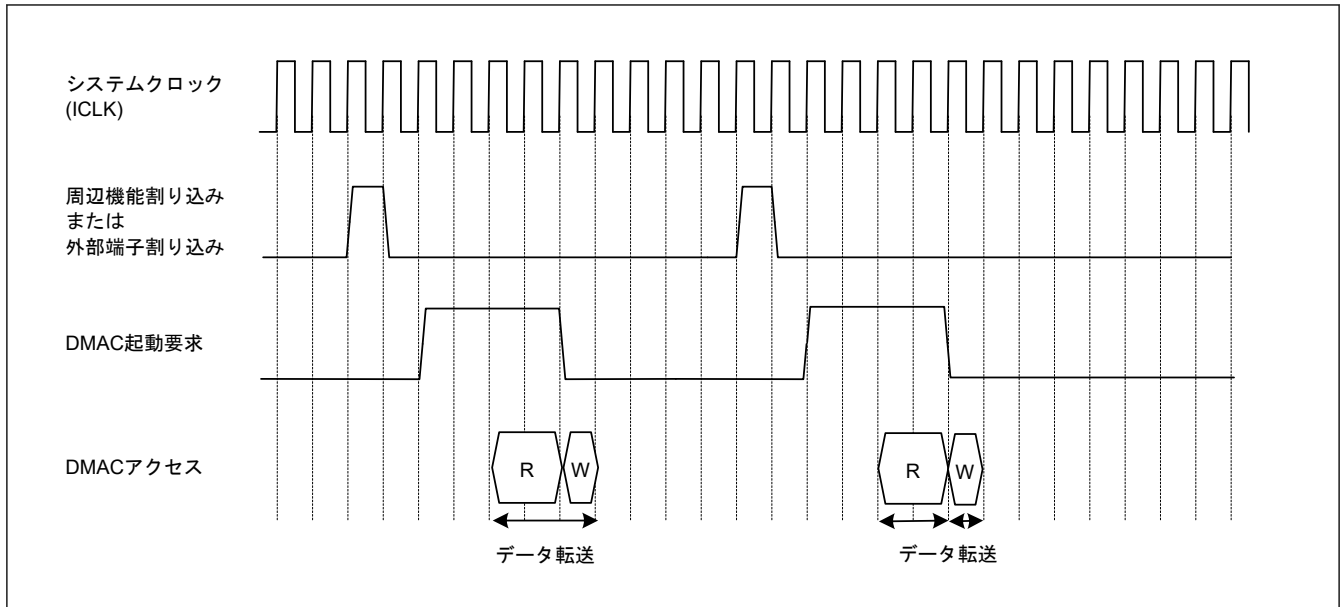 システムクロック
(ICLK)
周辺機能割り込み
または
外部端子割り込み
DMAC起動要求
DMACアクセス
R
W
R
W
データ転送
データ転送